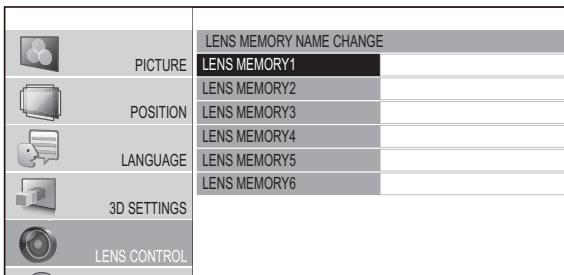 PICTURE
POSITION
LANGUAGE
3D SETTINGS
LENS CONTROL
LENS MEMORY NAME CHANGE
LENS MEMORY1
LENS MEMORY2
LENS MEMORY3
LENS MEMORY4
LENS MEMORY5
LENS MEMORY6